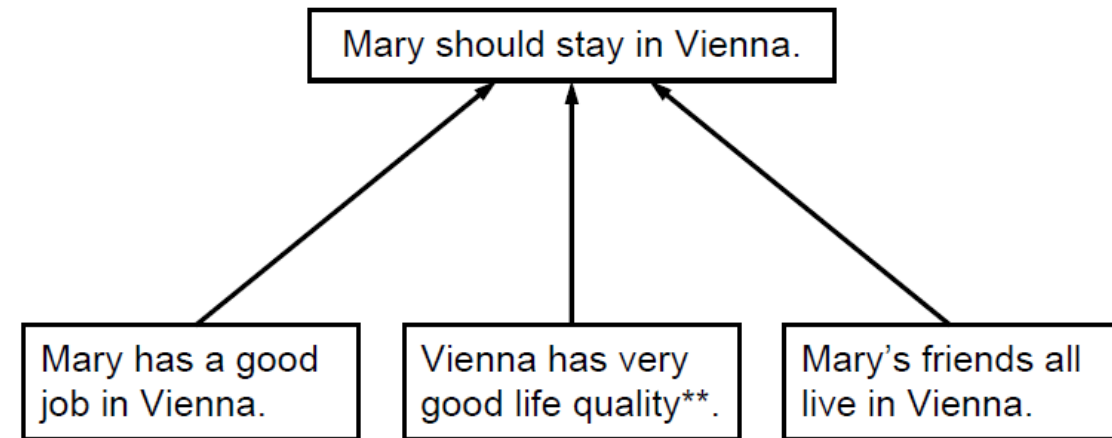 Mary should stay in Vienna.
Mary has a good
job in Vienna.
Vienna has very
good life quality**.
Mary’s friends all
live in Vienna.